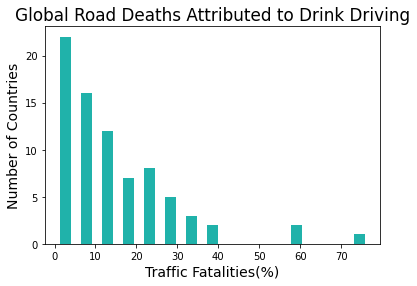 Global Road Deaths Attributed to Drink Driving
Number of Countries
20
15
10
5
0
0 10 20 30 40 50 60 70
Traffic Fatalities(%)